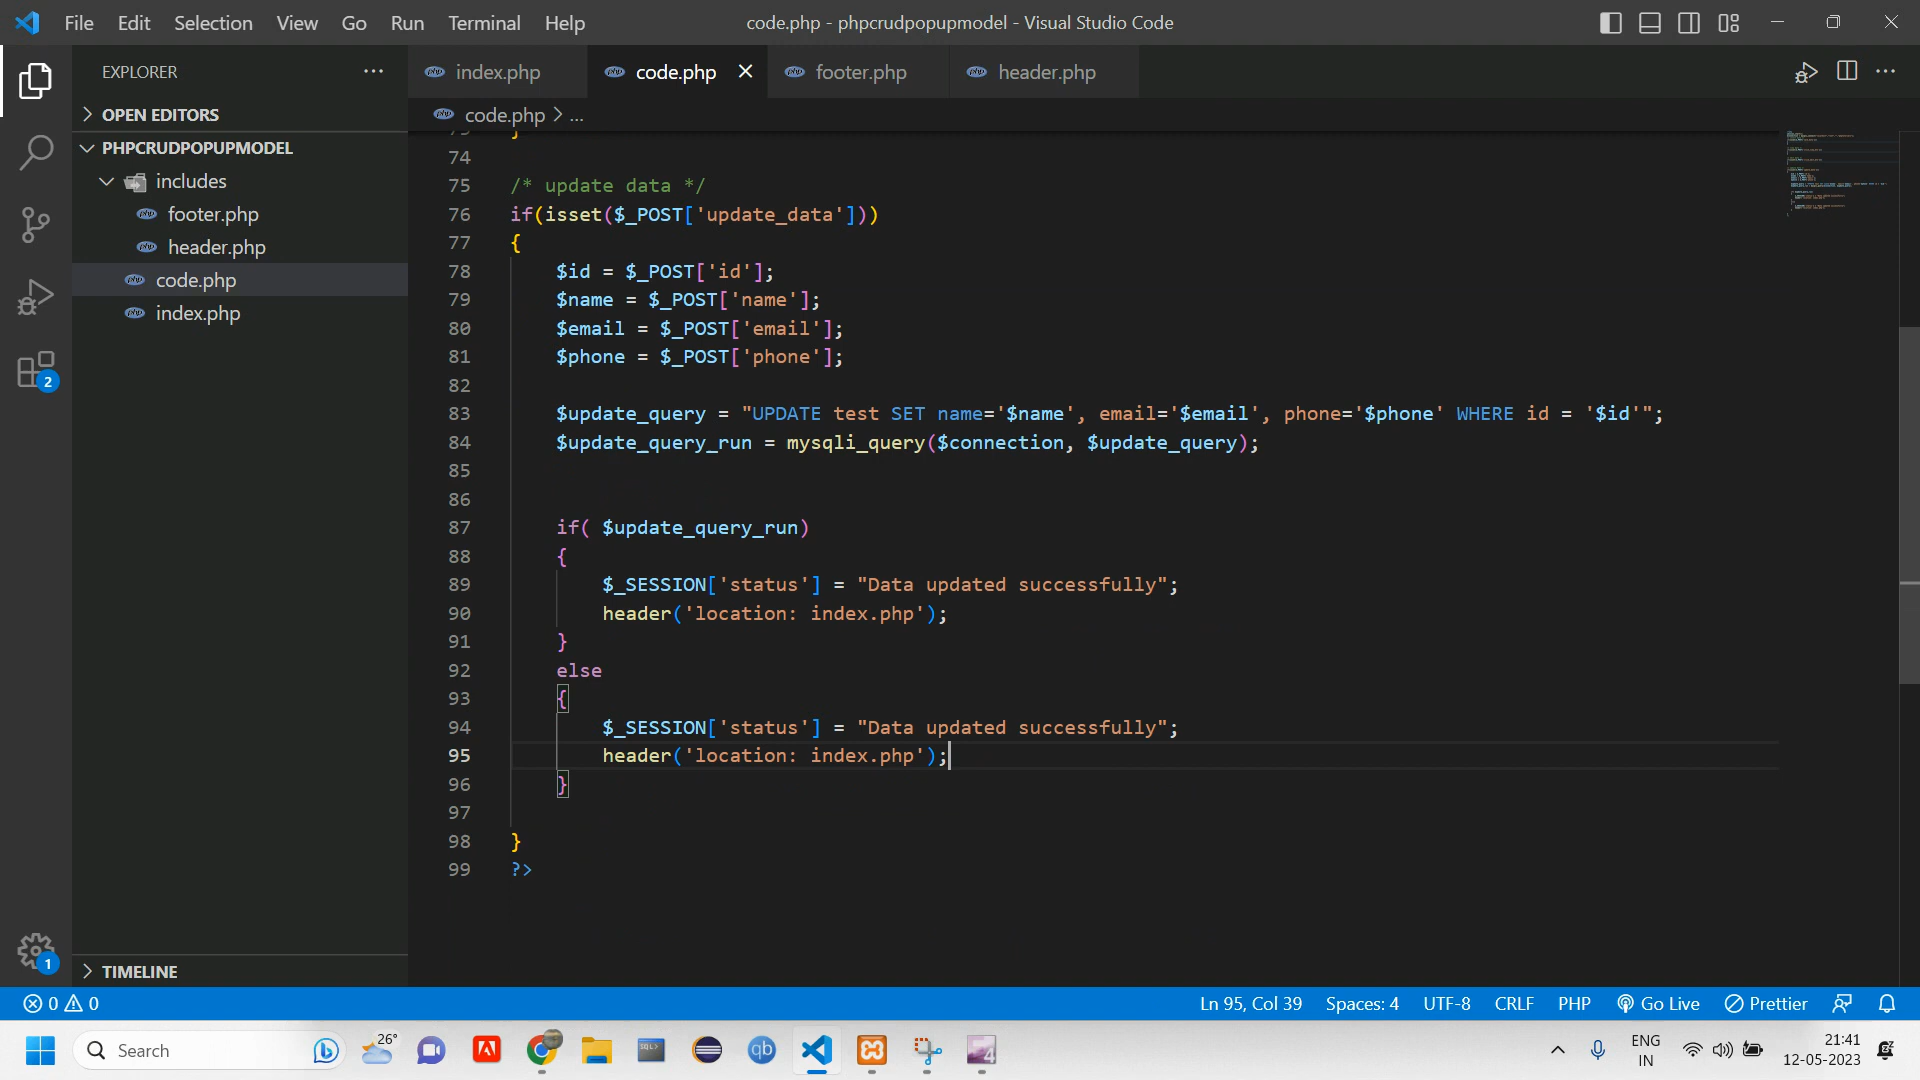 File Edit Selection View Go Run Terminal Help
code.php - phpcrudpopupmodel - Visual Studio Code
EXPLORER
index.php
code.php
footer.php
header.php
OPEN EDITORS
code.php > ...
PHPCRUDPOPUPMODEL
includes
footer.php
header.php
code.php
index.php
TIMELINE
74
75 /* update data */
76 if(isset($_POST['update_data']))
77 {
78 $id = $_POST['id'];
79 $name = $_POST['name'];
80 $email = $_POST['email'];
81 $phone = $_POST['phone'];
82
83 $update_query = "UPDATE test SET name='$name', email='$email', phone='$phone' WHERE id = '$id'";
84 $update_query_run = mysqli_query($connection, $update_query);
85
86
87 if( $update_query_run)
88 {
89 $_SESSION['status'] = "Data updated successfully";
90 header('location: index.php');
91 }
92 else
93 {
94 $_SESSION['status'] = "Data updated successfully";
95 header('location: index.php');
96 }
97
98 }
99 ?>
2
1
0 0
Ln 95, Col 39 Spaces: 4 UTF-8 CRLF PHP Go Live Prettier
Search
26°
SQL>
qb
4
ENG
IN
21:41
12-05-2023